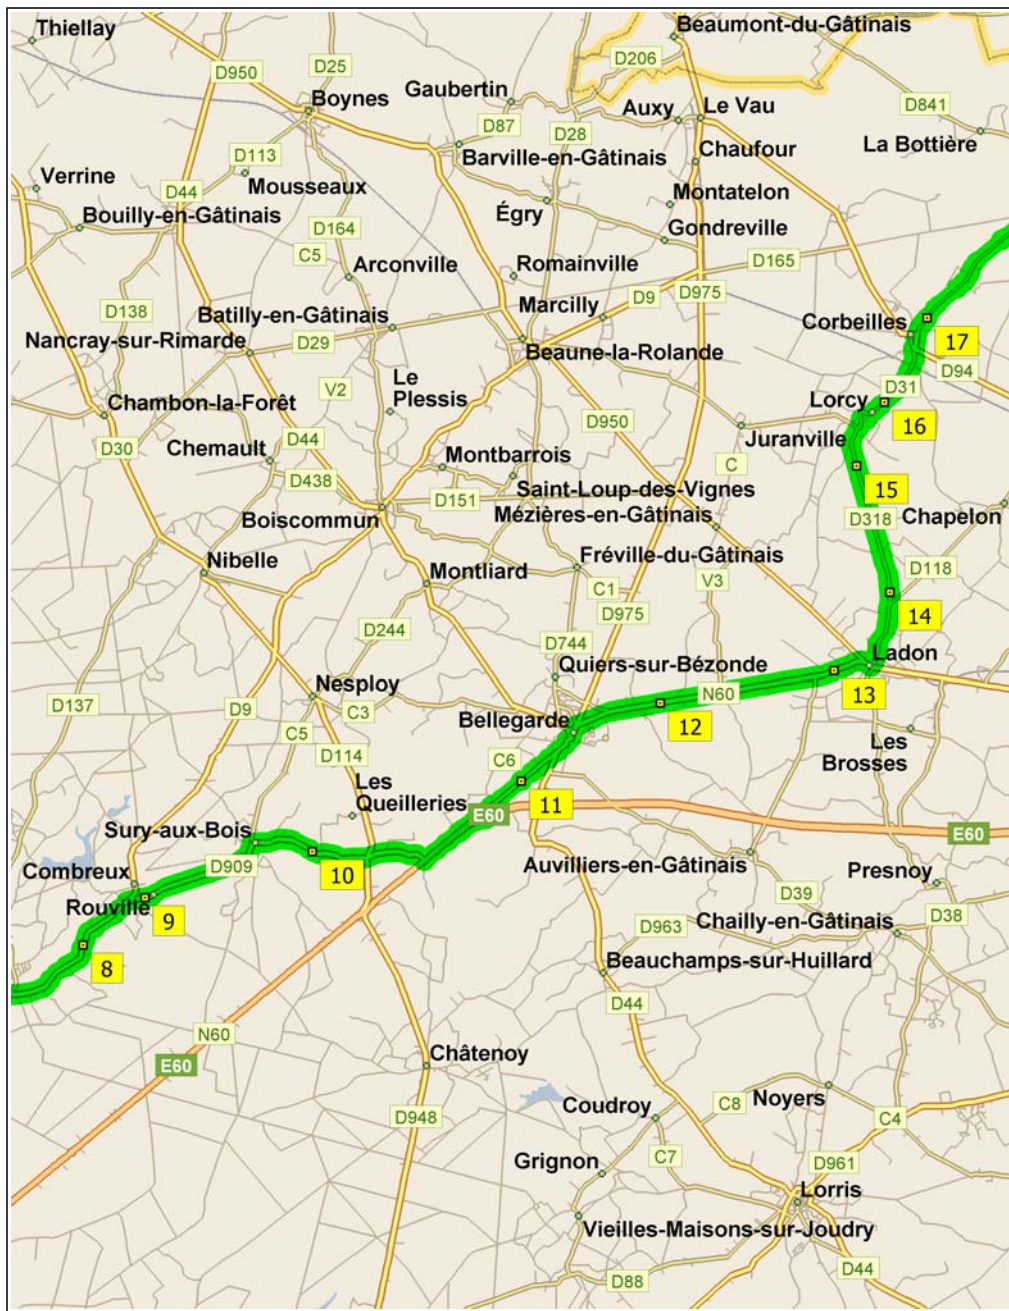 Thiellay
Beaumont-du-Gâtinais
D206
D950
D25
Gaubertin
Boynes
Auxy
Le Vau
D841
La Bottière
D87
D28
Barville-en-Gâtinais
Chaufour
D113
Mousseaux
Verrine
D44
Montatelon
Bouilly-en-Gâtinais
Égry
D164
Gondreville
C5
Arconville
Romainville
D165
D975
D9
Marcilly
D138
Batilly-en-Gâtinais
Corbeilles
17
Nancray-sur-Rimarde
D29
Beaune-la-Rolande
D94
V2
Le
Plessis
D31
Lorcy
16
Chambon-la-Forêt
D950
Juranville
D44
D30
Chemault
Montbarrois
C
15
D438
D151
Saint-Loup-des-Vignes
Boiscommun
Mézières-en-Gâtinais
D318
Chapelon
Nibelle
Fréville-du-Gâtinais
Montliard
C1
V3
D118
D975
14
D244
D744
Ladon
Quiers-sur-Bézonde
Nesploy
N60
13
D137
D9
C3
Bellegarde
12
C5
D114
Les
Brosses
C6
Les
Queilleries
11
E60
E60
Sury-aux-Bois
10
D909
Combreux
Auvilliers-en-Gâtinais
Presnoy
Rouville
9
D39
D963
Chailly-en-Gâtinais
D38
8
Beauchamps-sur-Huillard
D44
N60
E60
Châtenoy
Noyers
Coudroy
C8
D948
C4
C7
Grignon
D961
Lorris
Vieilles-Maisons-sur-Joudry
D88
D44